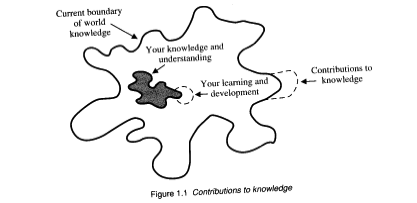 Current boundary
of world
knowledge
Your knowledge and
understanding
Your learning and
development
Contributions to
knowledge
Figure 1.1 Contributions to knowledge